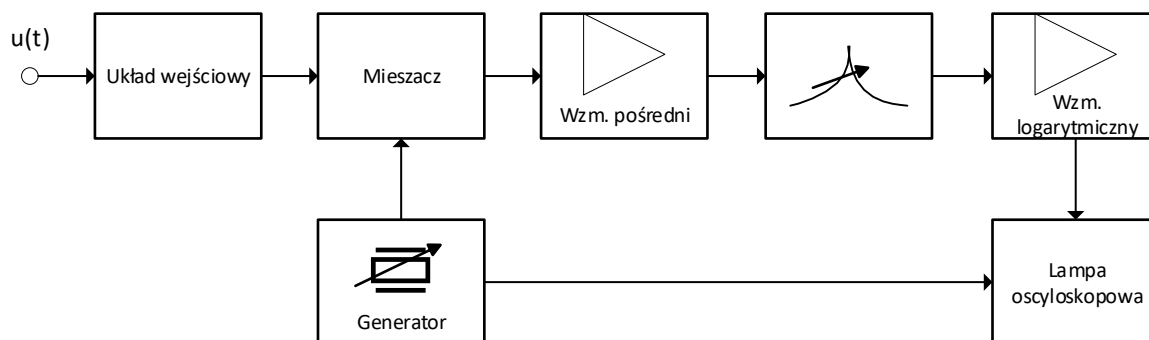 u(t)
Układ wejściowy
Mieszacz
Wzm. pośredni
Wzm.
logarytmiczny
Generator
Lampa
oscyloskopowa